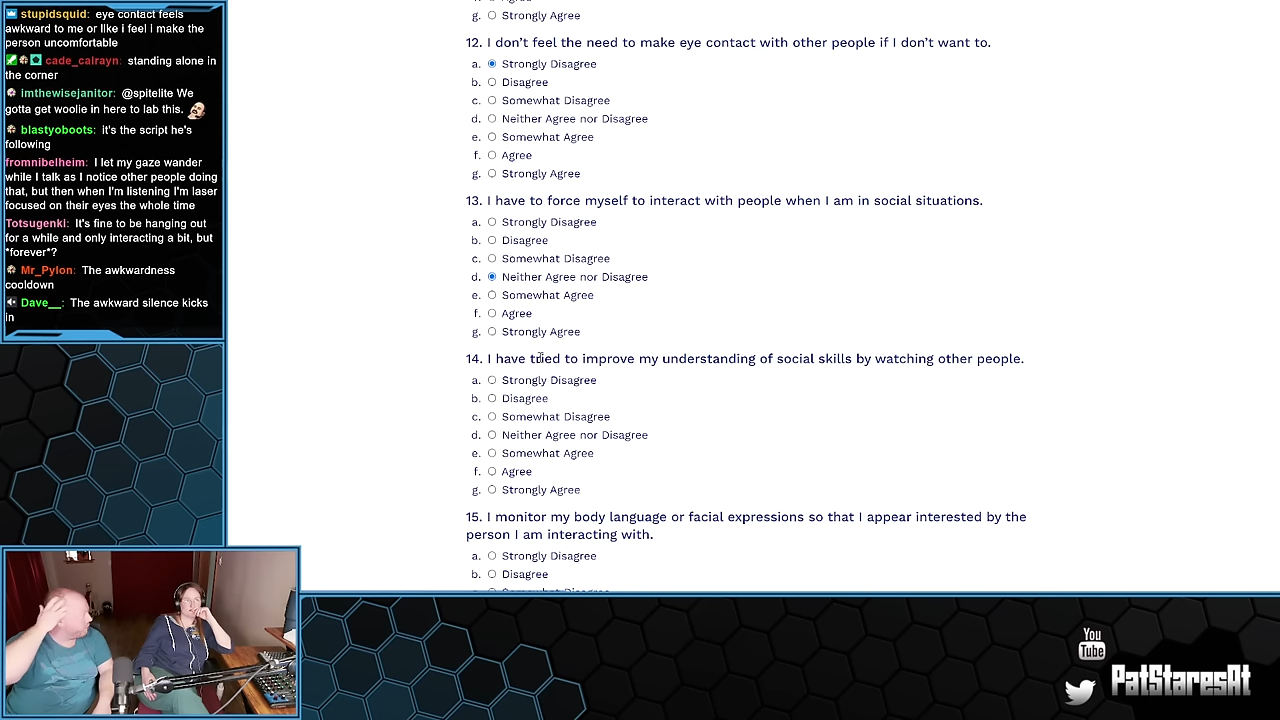 stupidsquid: eye contact feels
awkward to me or like i feel I make the
person uncomfortable
cade_calrayn: standing alone in
the corner
imthewisejanitor: @spitelite We
gotta get woolie in here to lab this.
blastyoboots: it's the script he's
following
fromnibelheim: I let my gaze wander
while I talk as I notice other people doing
that, but then when I'm listening I'm laser
focused on their eyes the whole time
Totsugenki: It's fine to be hanging out
for a while and only interacting a bit, but
*forever*?
Mr_Pylon: The awkwardness
cooldown
Dave__: The awkward silence kicks
in
g. Strongly Agree
12. I don't feel the need to make eye contact with other people if I don't want to.
a. Strongly Disagree
b. Disagree
c. Somewhat Disagree
d. Neither Agree nor Disagree
e. Somewhat Agree
f. Agree
g. Strongly Agree
13. I have to force myself to interact with people when I am in social situations.
a. Strongly Disagree
b. Disagree
c. Somewhat Disagree
d. Neither Agree nor Disagree
e. Somewhat Agree
f. Agree
g. Strongly Agree
14. I have tried to improve my understanding of social skills by watching other people.
a. Strongly Disagree
b. Disagree
c. Somewhat Disagree
d. Neither Agree nor Disagree
e. Somewhat Agree
f. Agree
g. Strongly Agree
15. I monitor my body language or facial expressions so that I appear interested by the
person I am interacting with.
a. Strongly Disagree
b. Disagree
You
Tube
PatStaresAt